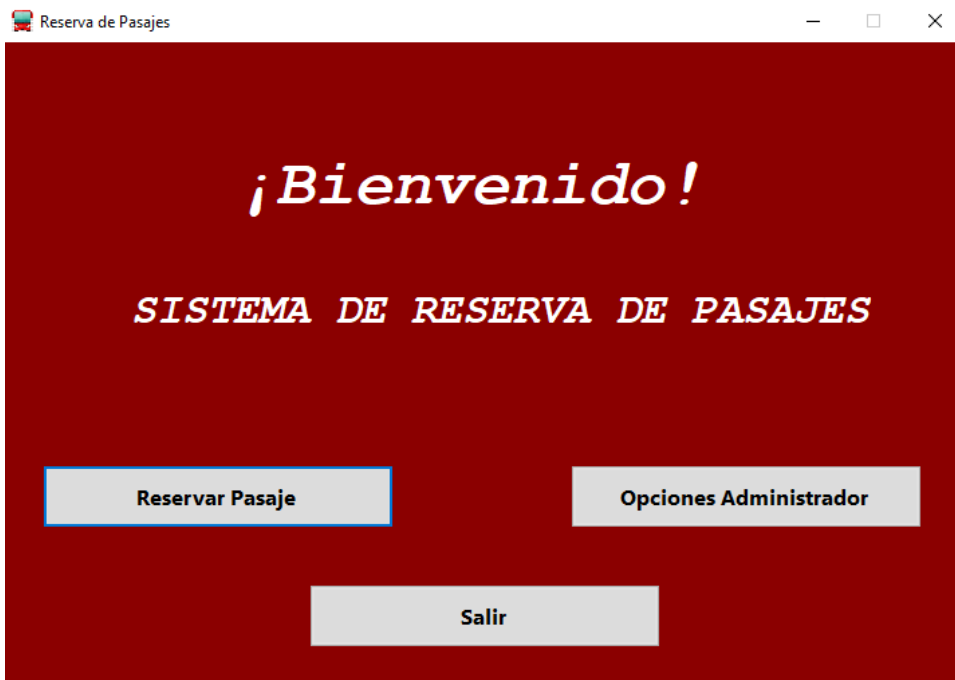 Reserva de Pasajes
¡Bienvenido!
SISTEMA DE RESERVA DE PASAJES
Reservar Pasaje
Opciones Administrador
Salir